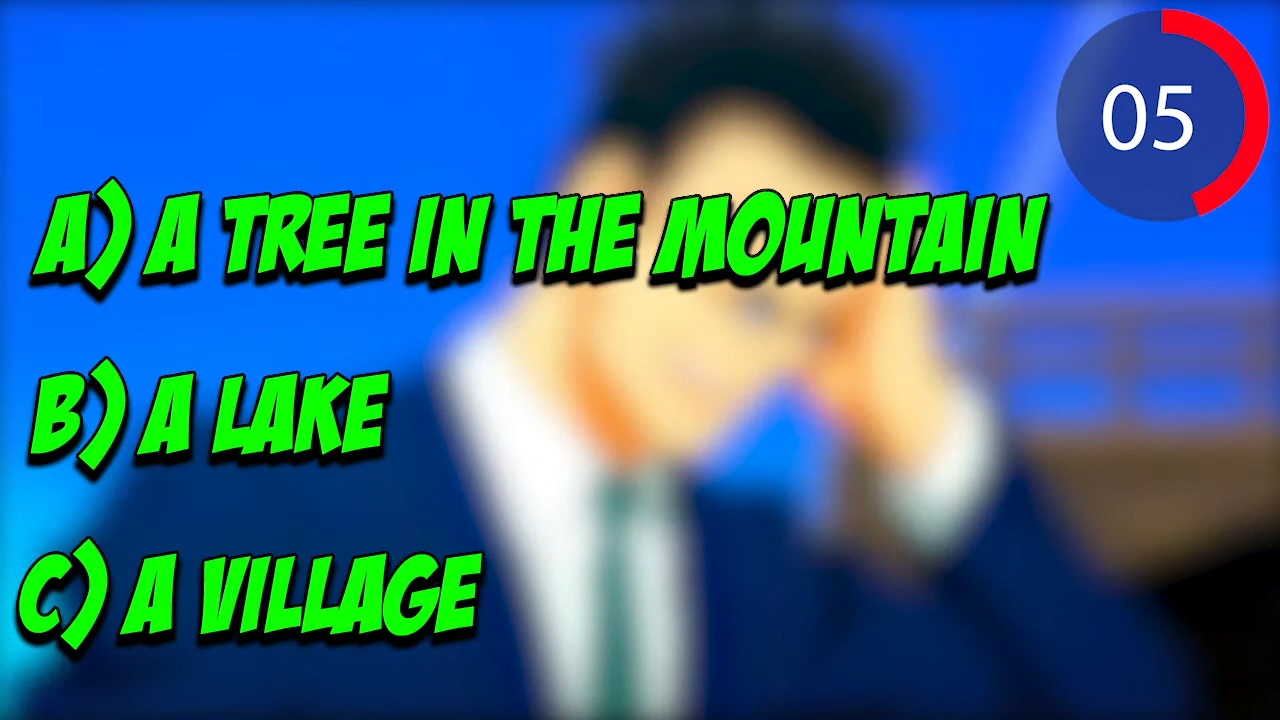 05
A) A TREE IN THE MOUNTAIN
B) A LAKE
C) A VILLAGE